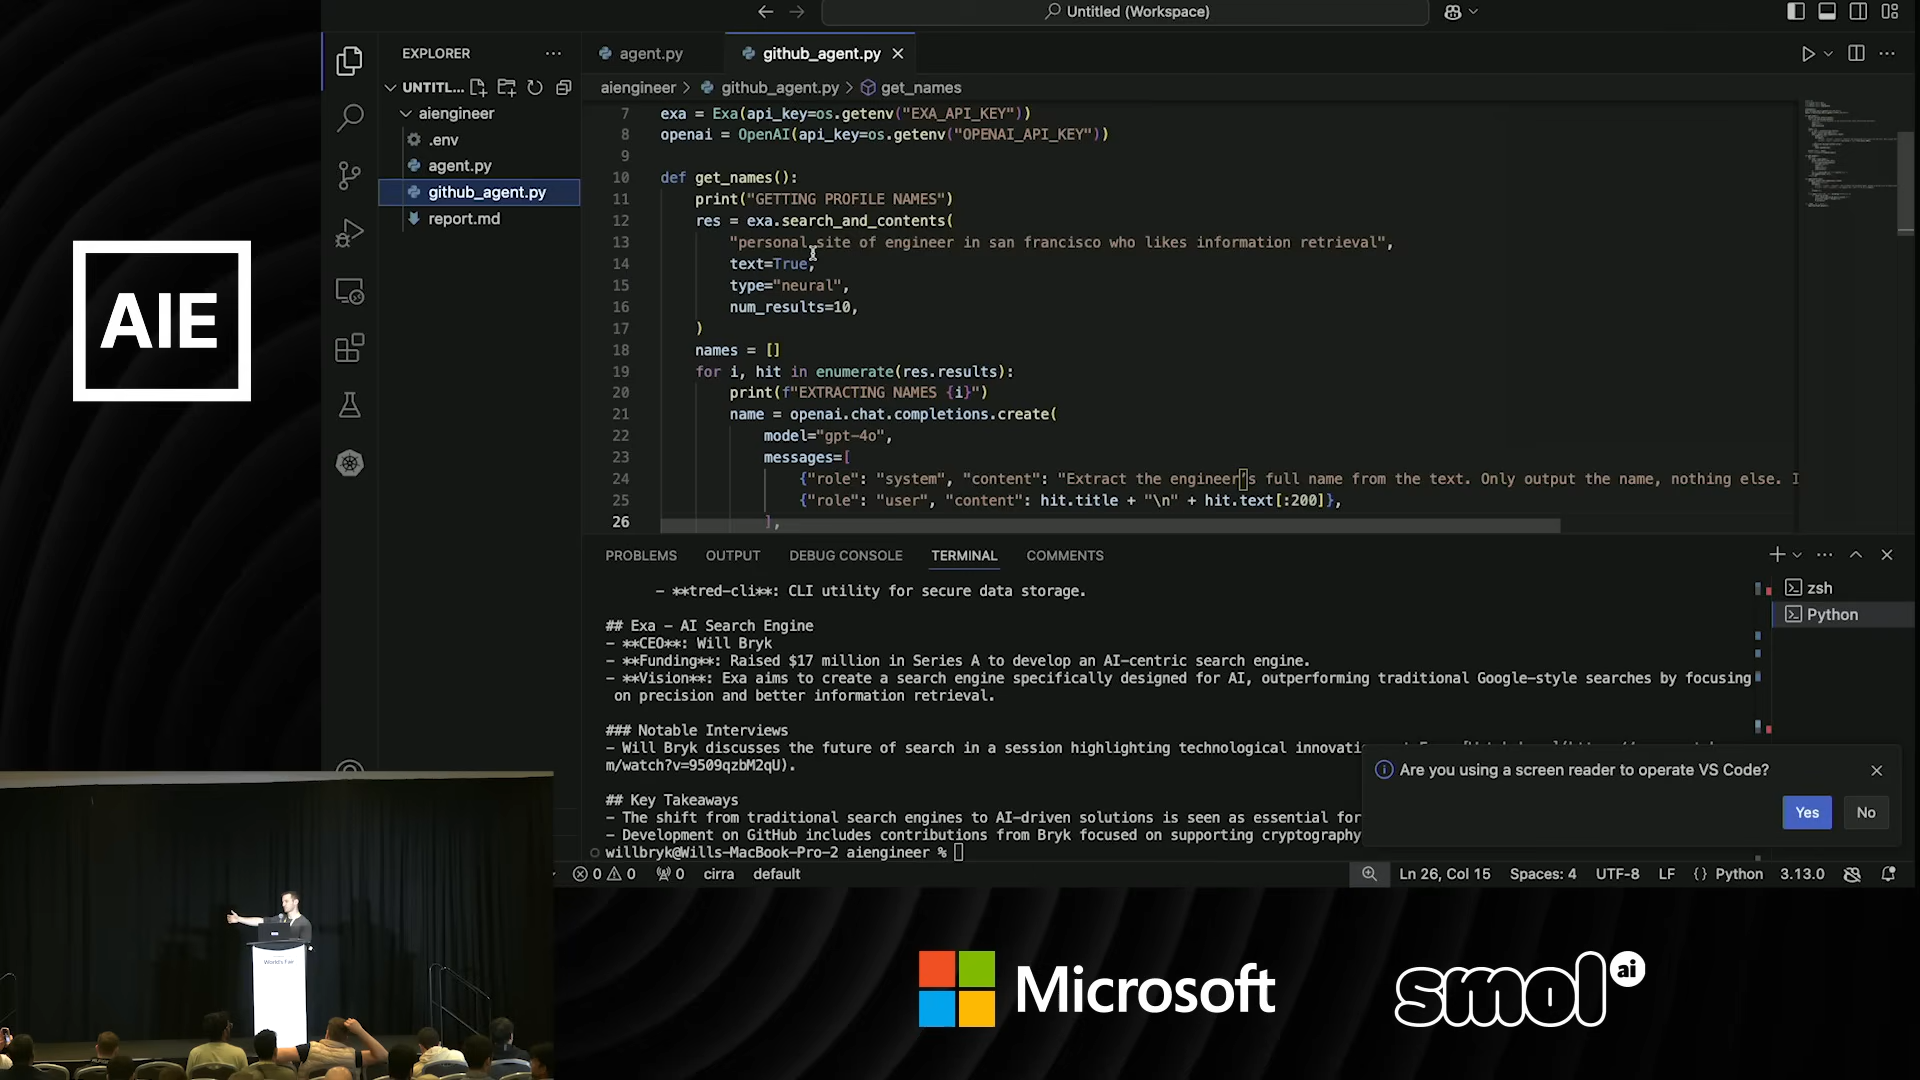 Untitled (Workspace)
EXPLORER
UNTITL...
aiengineer
.env
agent.py
github_agent.py
report.md
agent.py
github_agent.py
aiengineer > github_agent.py > get_names
7 exa = Exa(api_key=os.getenv("EXA_API_KEY"))
8 openai = OpenAI(api_key=os.getenv("OPENAI_API_KEY"))
9
10 def get_names():
11 print("GETTING PROFILE NAMES")
12 res = exa.search_and_contents(
13 "personal site of engineer in san francisco who likes information retrieval",
14 text=True,
15 type="neural",
16 num_results=10,
17 )
18 names = []
19 for i, hit in enumerate(res.results):
20 print(f"EXTRACTING NAMES {i}")
21 name = openai.chat.completions.create(
22 model="gpt-4o",
23 messages=[
24 {"role": "system", "content": "Extract the engineer's full name from the text. Only output the name, nothing else. I
25 {"role": "user", "content": hit.title + "\n" + hit.text[:200]},
26 ],
PROBLEMS
OUTPUT
DEBUG CONSOLE
TERMINAL
COMMENTS
zsh
Python
- **tred-cli**: CLI utility for secure data storage.
## Exa - AI Search Engine
- **CEO**: Will Bryk
- **Funding**: Raised $17 million in Series A to develop an AI-centric search engine.
- **Vision**: Exa aims to create a search engine specifically designed for AI, outperforming traditional Google-style searches by focusing
on precision and better information retrieval.
### Notable Interviews
- Will Bryk discusses the future of search in a session highlighting technological
m/watch?v=9509qzbM2qU).
## Key Takeaways
- The shift from traditional search engines to AI-driven solutions is seen as essential for
- Development on GitHub includes contributions from Bryk focused on supporting cryptography
willbryk@Wills-MacBook-Pro-2 aiengineer %
Are you using a screen reader to operate VS Code?
Yes
No
0 0
0
cirra
default
Ln 26, Col 15
Spaces: 4
UTF-8
LF
{ } Python
3.13.0
AIE
World's Fair
Microsoft
smol ai